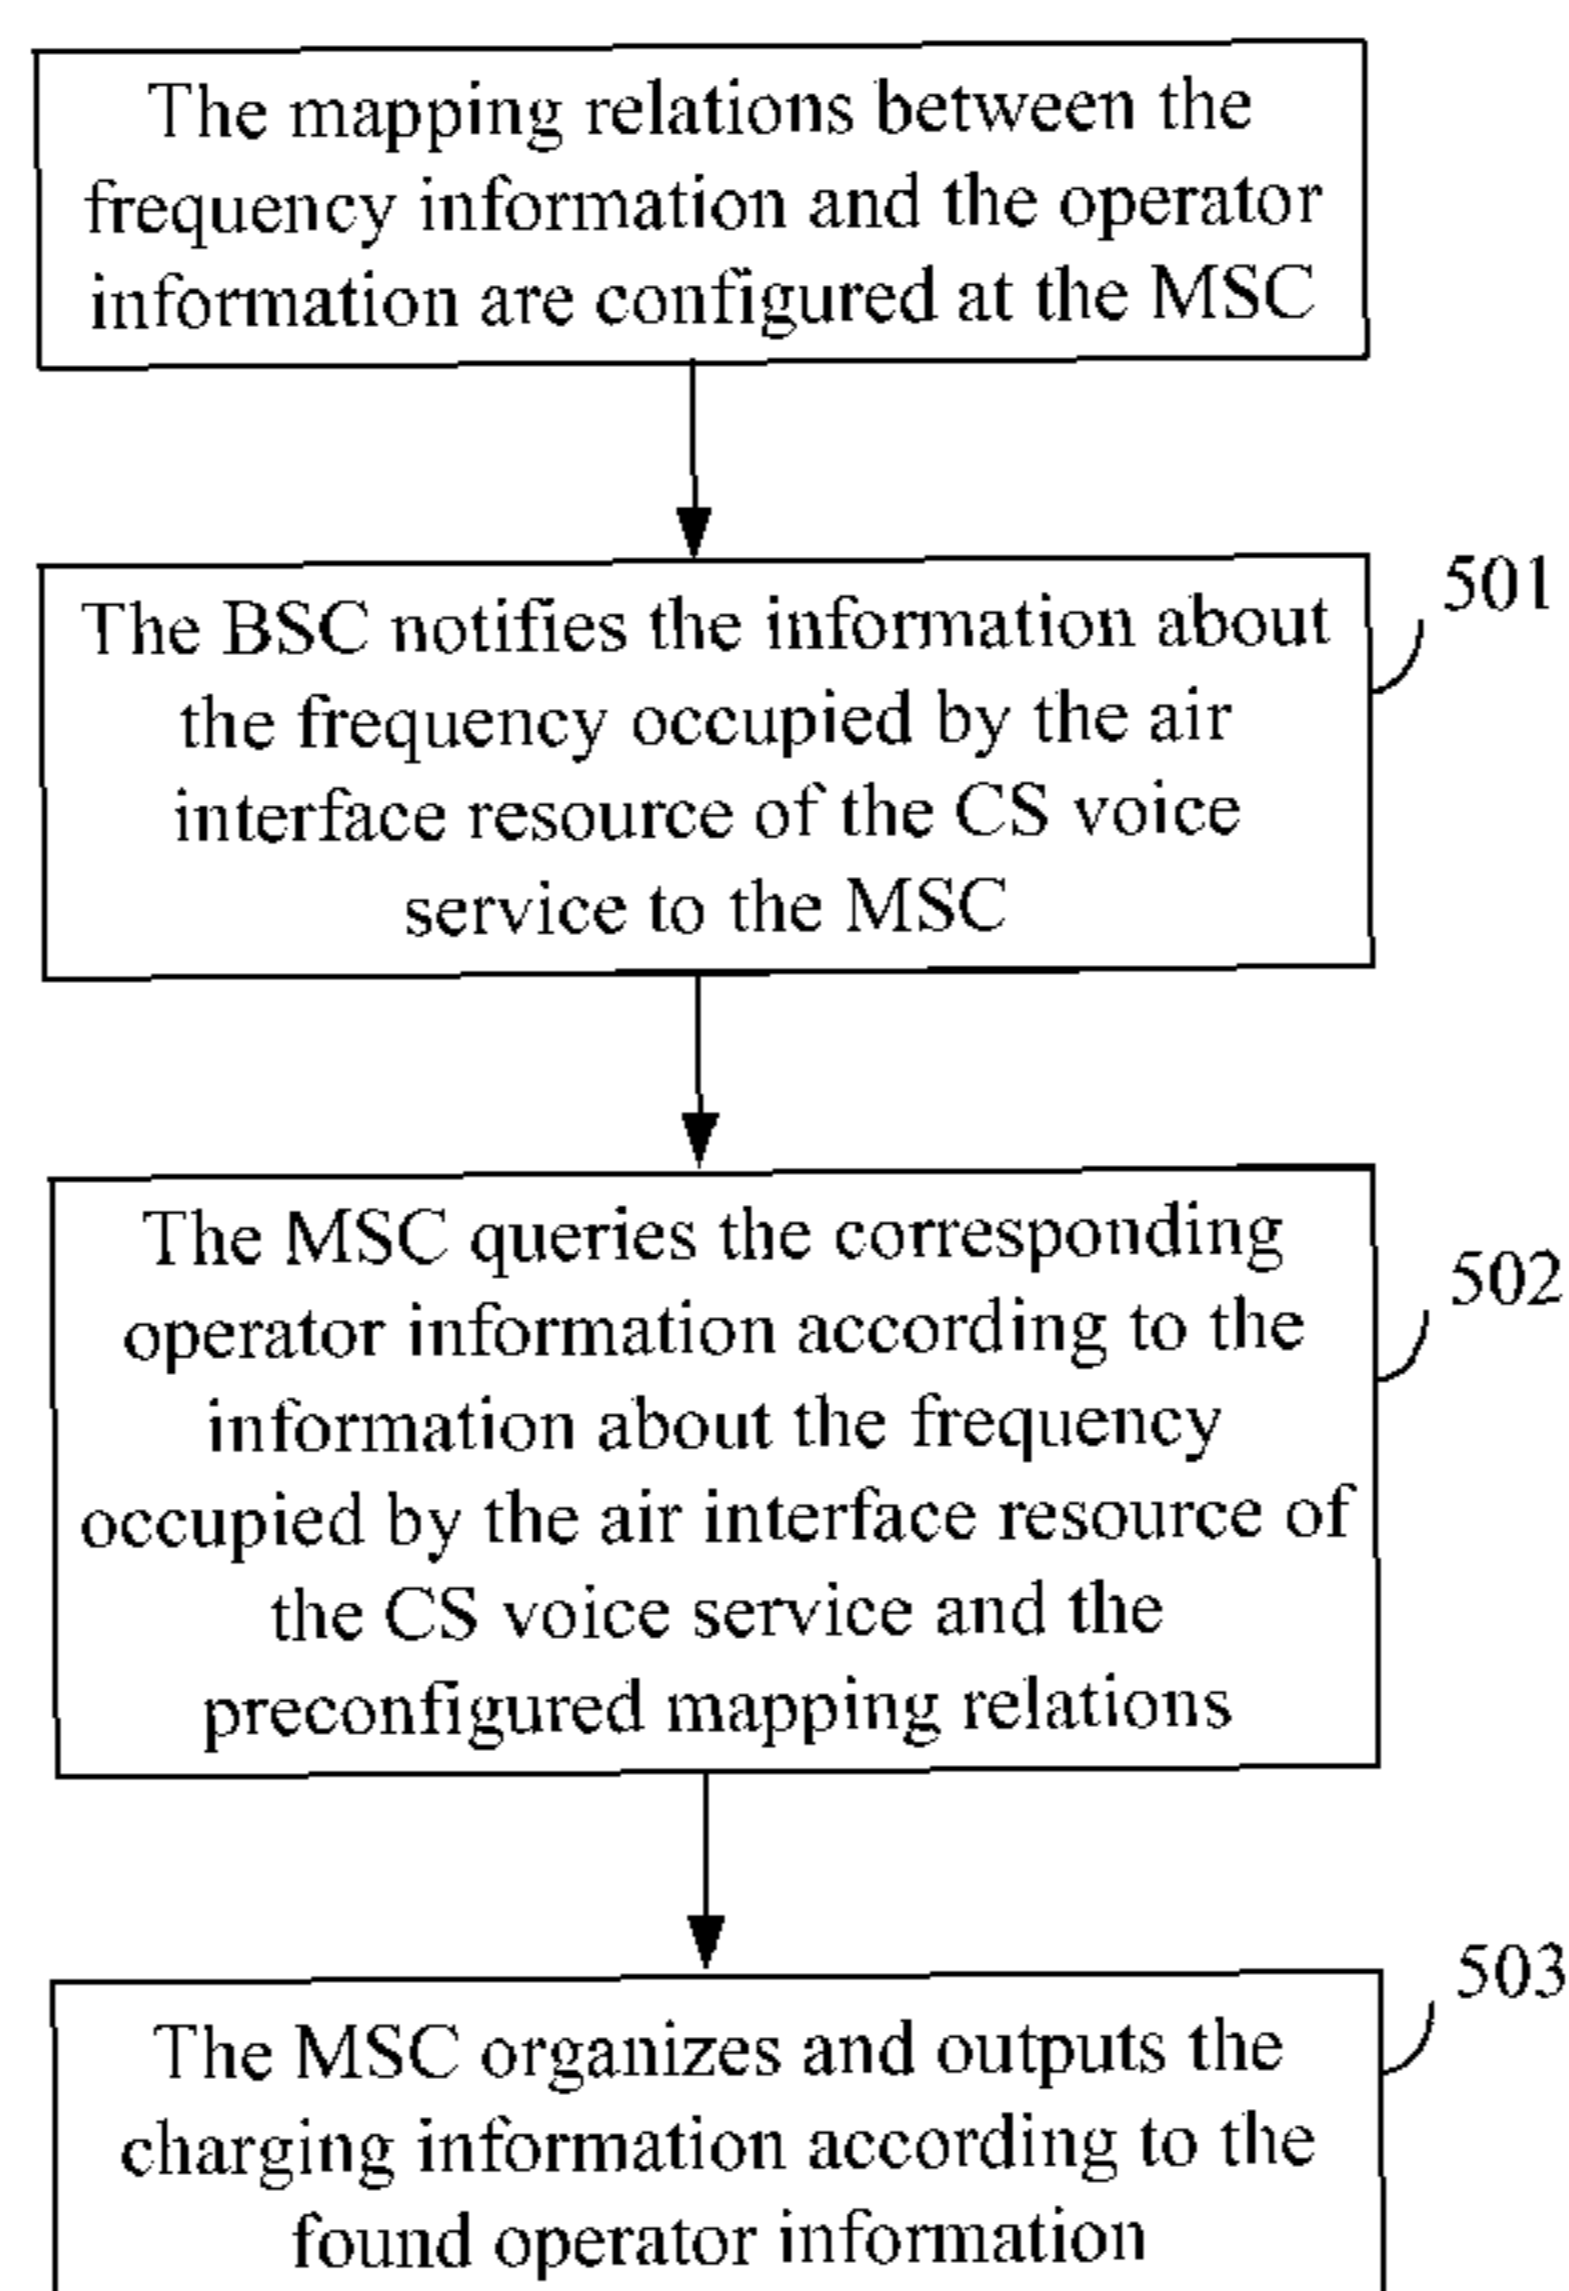 The mapping relations between the
frequency information and the operator
information are configured at the MSC
501
The BSC notifies the information about
the frequency occupied by the air
interface resource of the CS voice
service to the MSC
502
The MSC queries the corresponding
operator information according to the
information about the frequency
occupied by the air interface resource of
the CS voice service and the
preconfigured mapping relations
503
The MSC organizes and outputs the
charging information according to the
found operator information